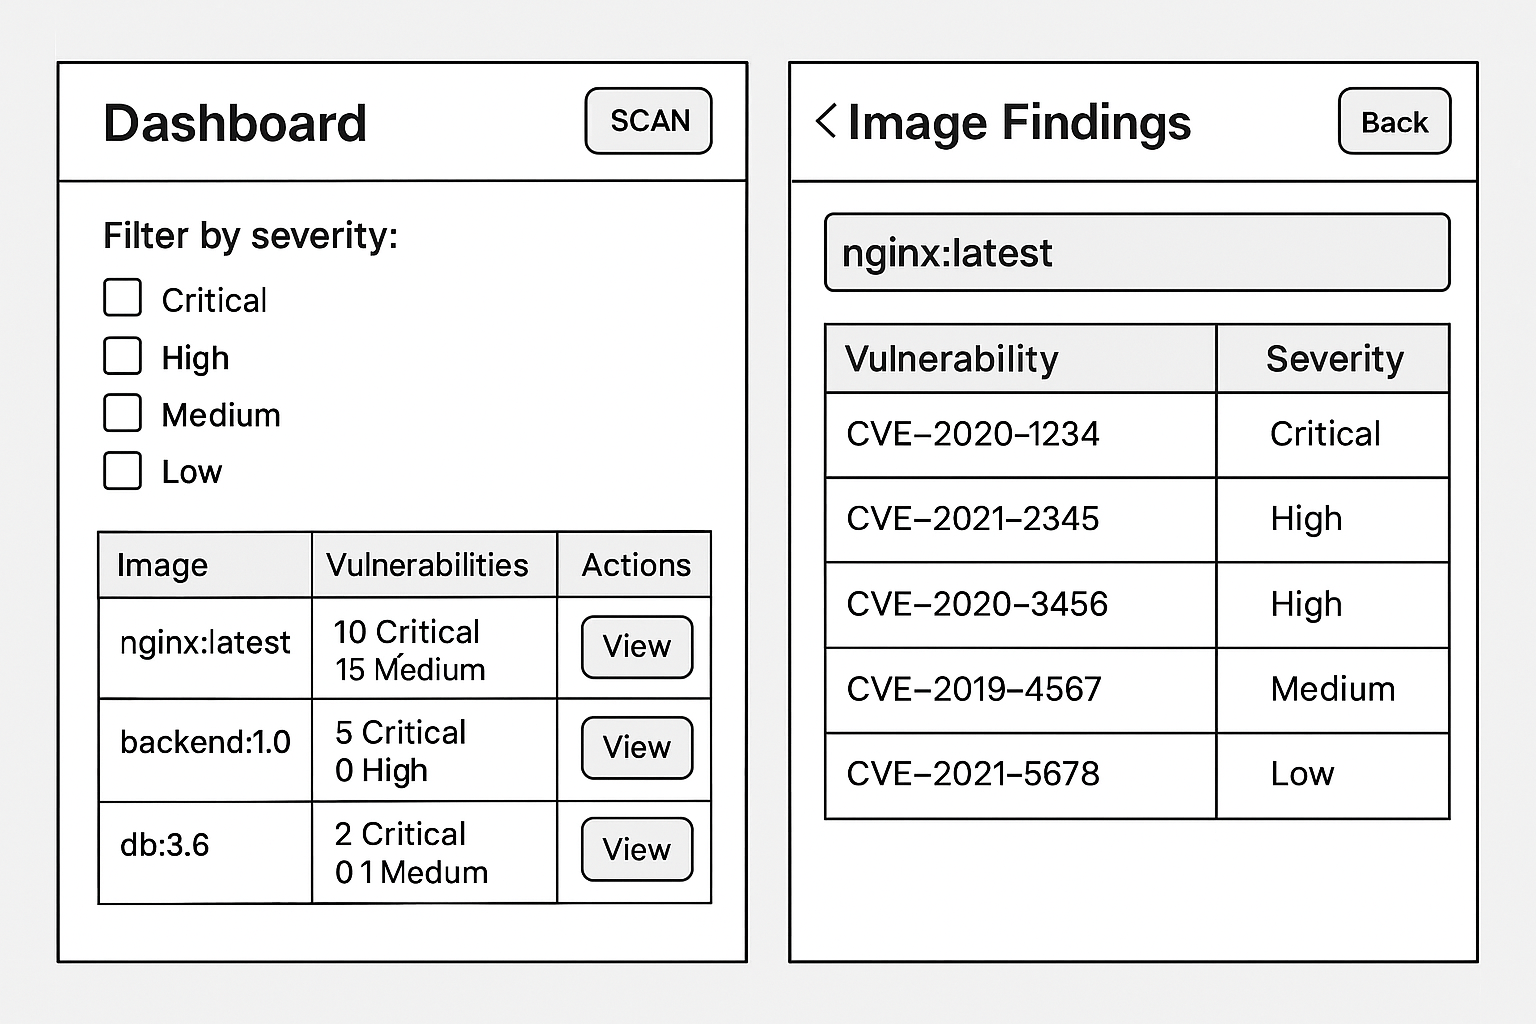 Dashboard
SCAN
Filter by severity:
Critical
High
Medium
Low
Image Vulnerabilities Actions
nginx:latest
10 Critical
15 Medium
View
backend:1.0
5 Critical
0 High
View
db:3.6
2 Critical
0 1 Medum
View
< Image Findings
Back
nginx:latest
Vulnerability Severity
CVE–2020–1234 Critical
CVE–2021–2345 High
CVE–2020–3456 High
CVE–2019–4567 Medium
CVE–2021–5678 Low